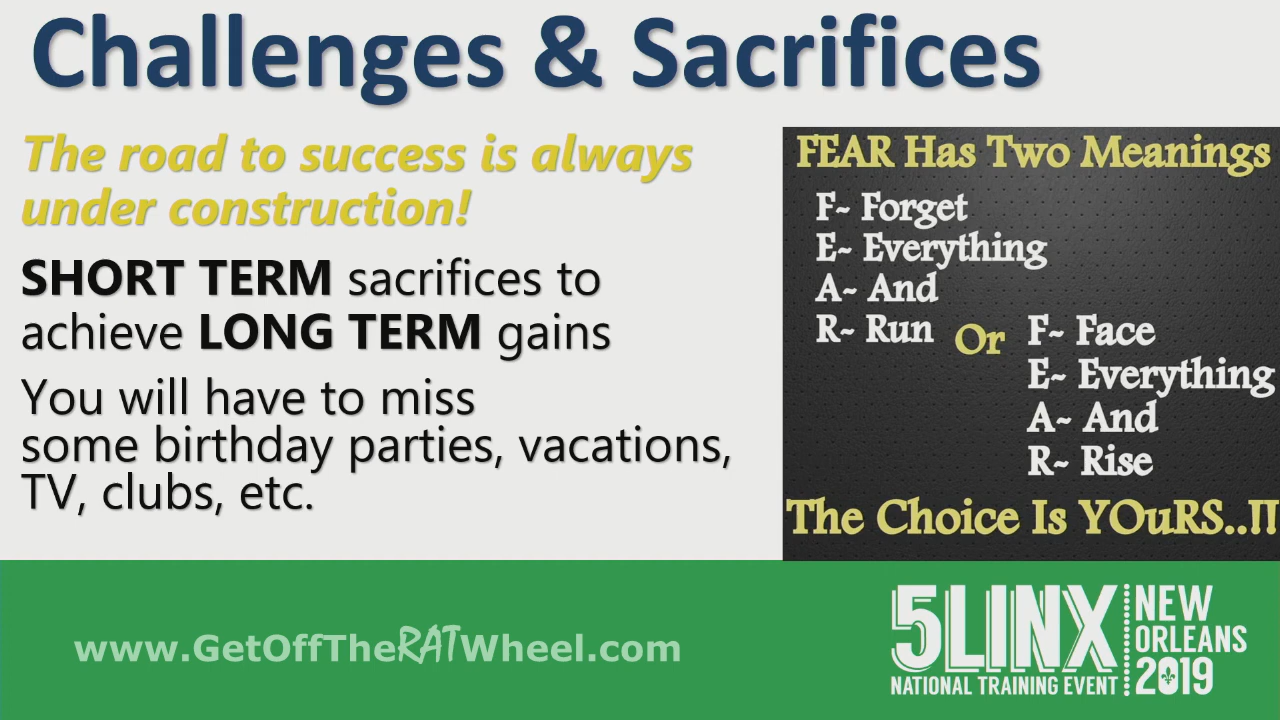 Challenges & Sacrifices
The road to success is always
under construction!
SHORT TERM sacrifices to
achieve LONG TERM gains
You will have to miss
some birthday parties, vacations,
TV, clubs, etc.
FEAR Has Two Meanings
F~ Forget
E~ Everything
A~ And
R~ Run
Or
F~ Face
E~ Everything
A~ And
R~ Rise
The Choice Is YOuRS..!!
www.GetOffTheRATWheel.com
5LINX
NATIONAL TRAINING EVENT
NEW
ORLEANS
2019